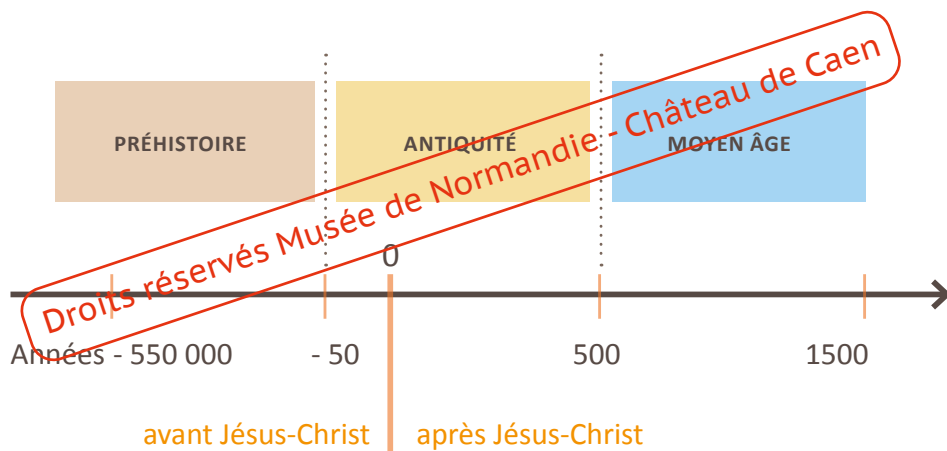 PRÉHISTOIRE ANTIQUITÉ MOYEN ÂGE
Droits réservés Musée de Normandie - Château de Caen
0
Années - 550 000 - 50 500 1500
avant Jésus-Christ après Jésus-Christ